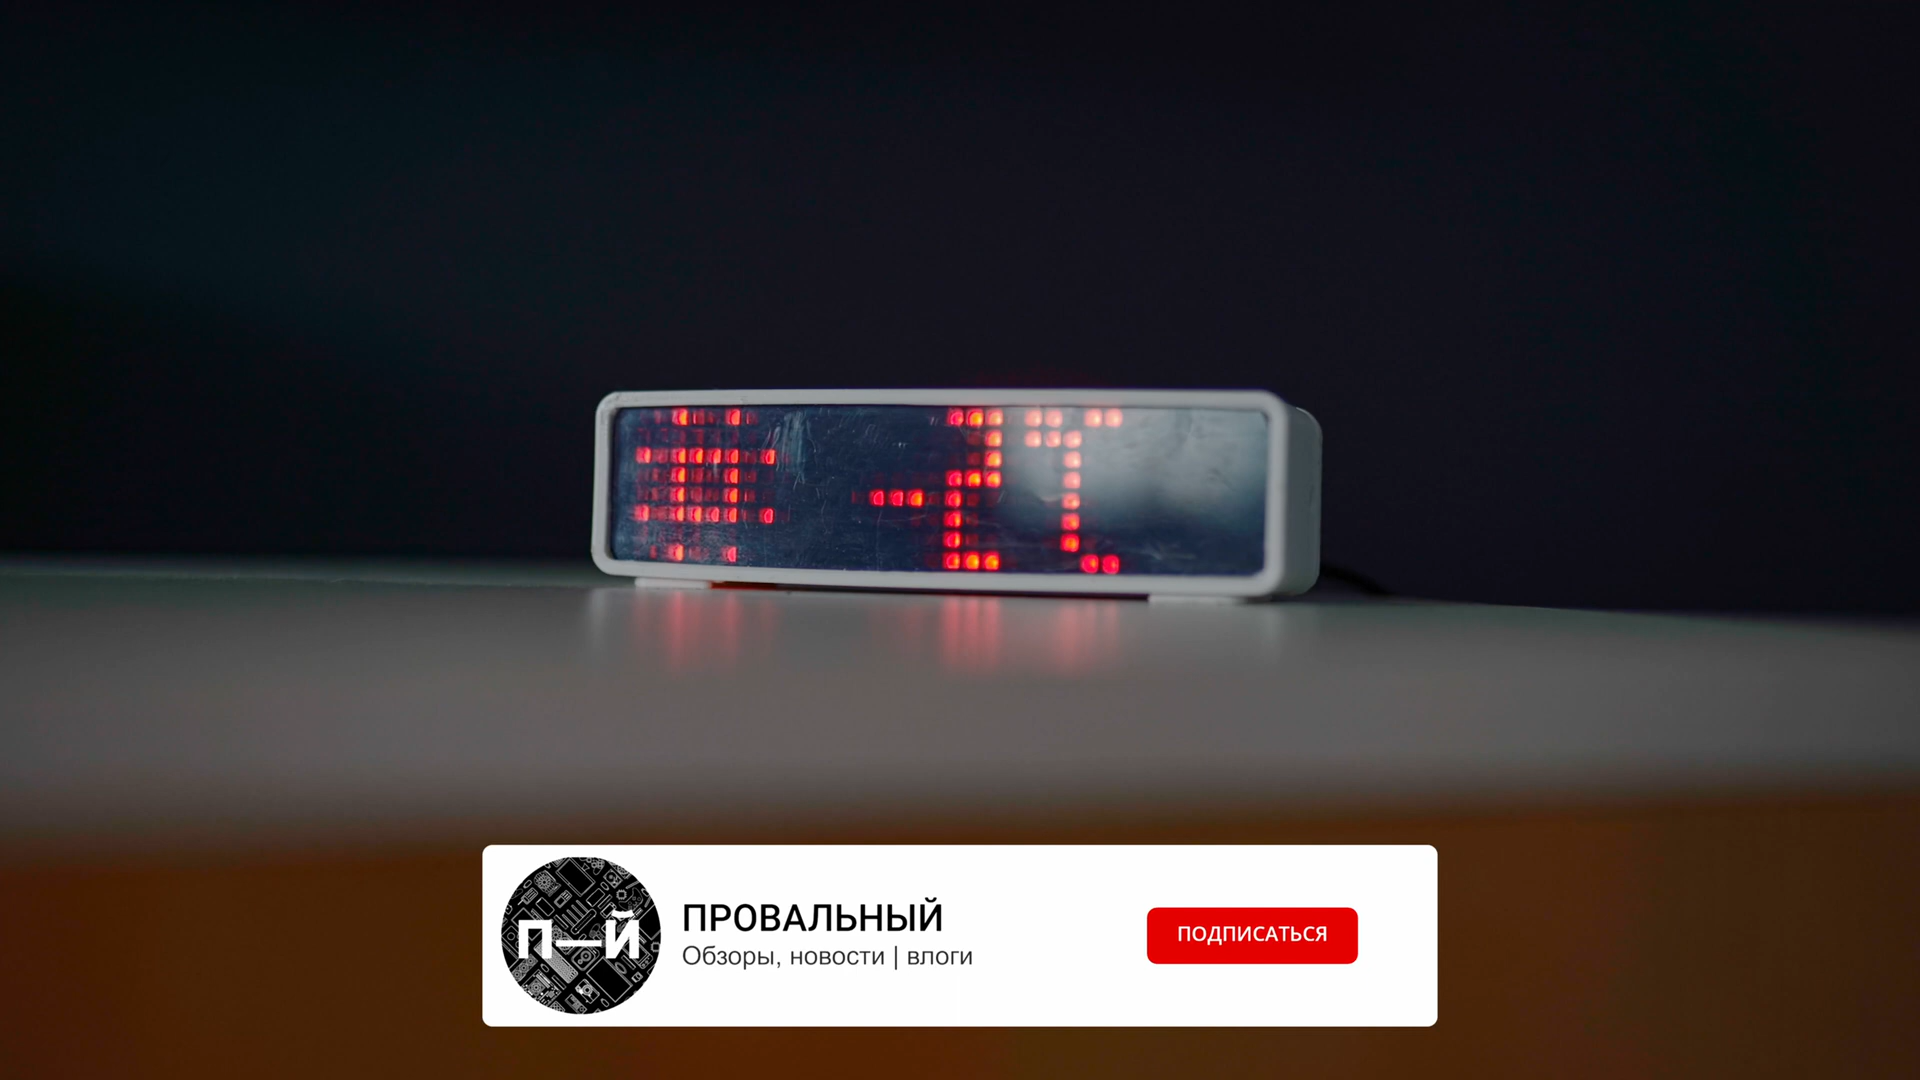 П—Й
ПРОВАЛЬНЫЙ
Обзоры, новости | влоги
ПОДПИСАТЬСЯ